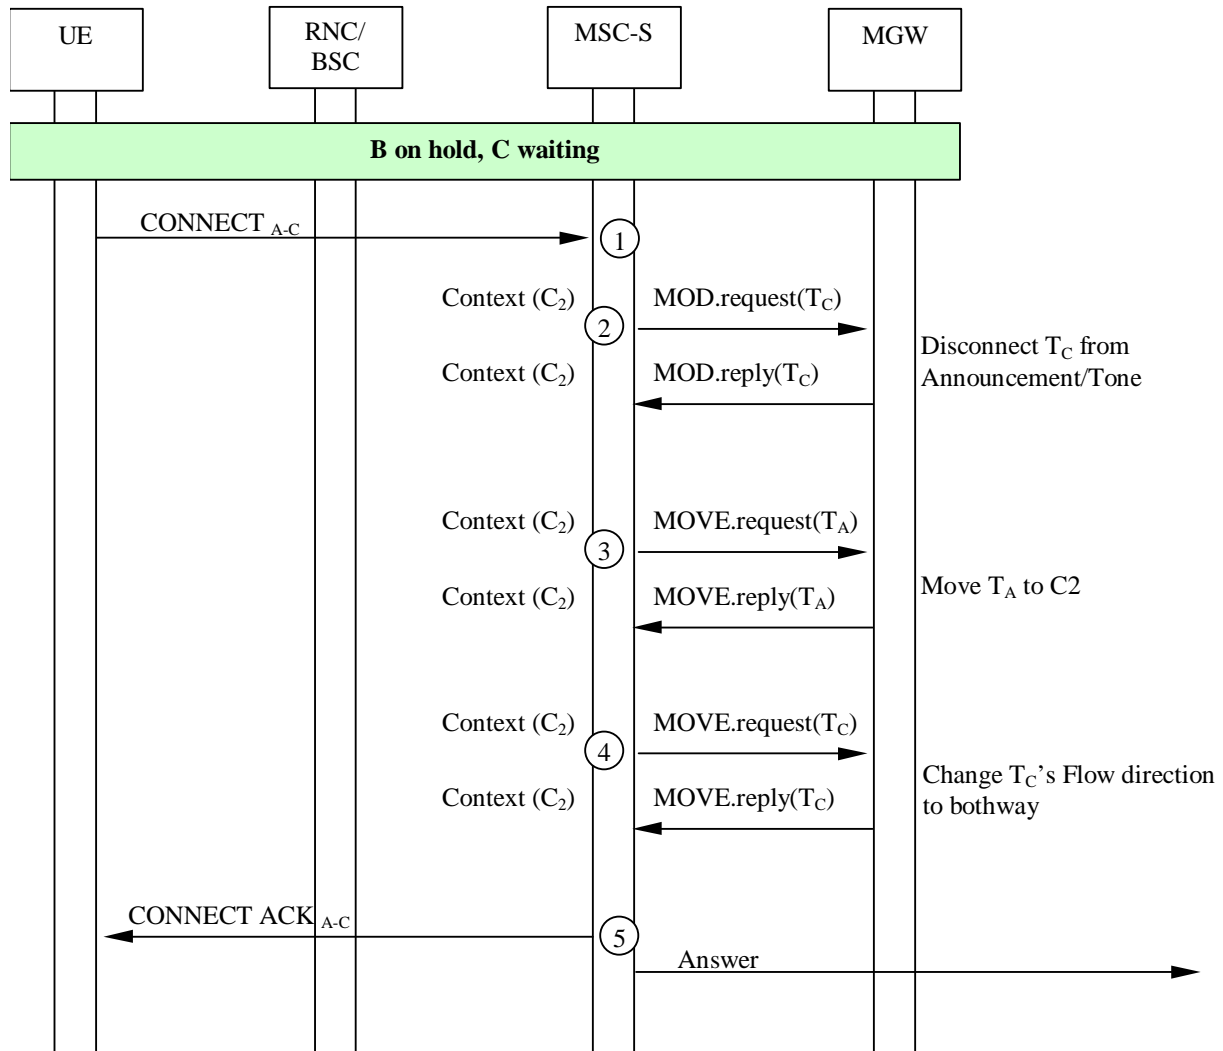 UE
RNC/
BSC
MSC-S
MGW
B on hold, C waiting
CONNECT A-C
1
Context (C2)
MOD.request(TC)
2
Disconnect TC from
Announcement/Tone
Context (C2)
MOD.reply(TC)
Context (C2)
MOVE.request(TA)
3
Move TA to C2
Context (C2)
MOVE.reply(TA)
Context (C2)
MOVE.request(TC)
4
Change TC’s Flow direction
to bothway
Context (C2)
MOVE.reply(TC)
CONNECT ACK A-C
5
Answer